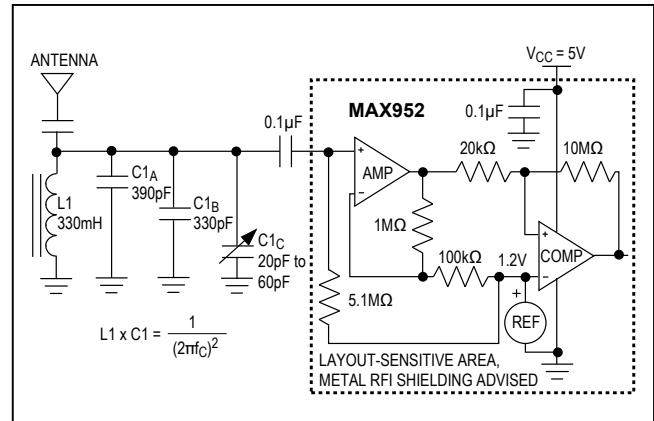 ANTENNA
VCC = 5V
MAX952
0.1µF
0.1µF
20kΩ
10MΩ
+
AMP
−
L1
330mH
C1A
390pF
C1B
330pF
C1C
20pF to
60pF
1MΩ
100kΩ
1.2V
+
−
COMP
+
REF
5.1MΩ
L1 x C1 = 1
(2πfC)2
LAYOUT-SENSITIVE AREA,
METAL RFI SHIELDING ADVISED